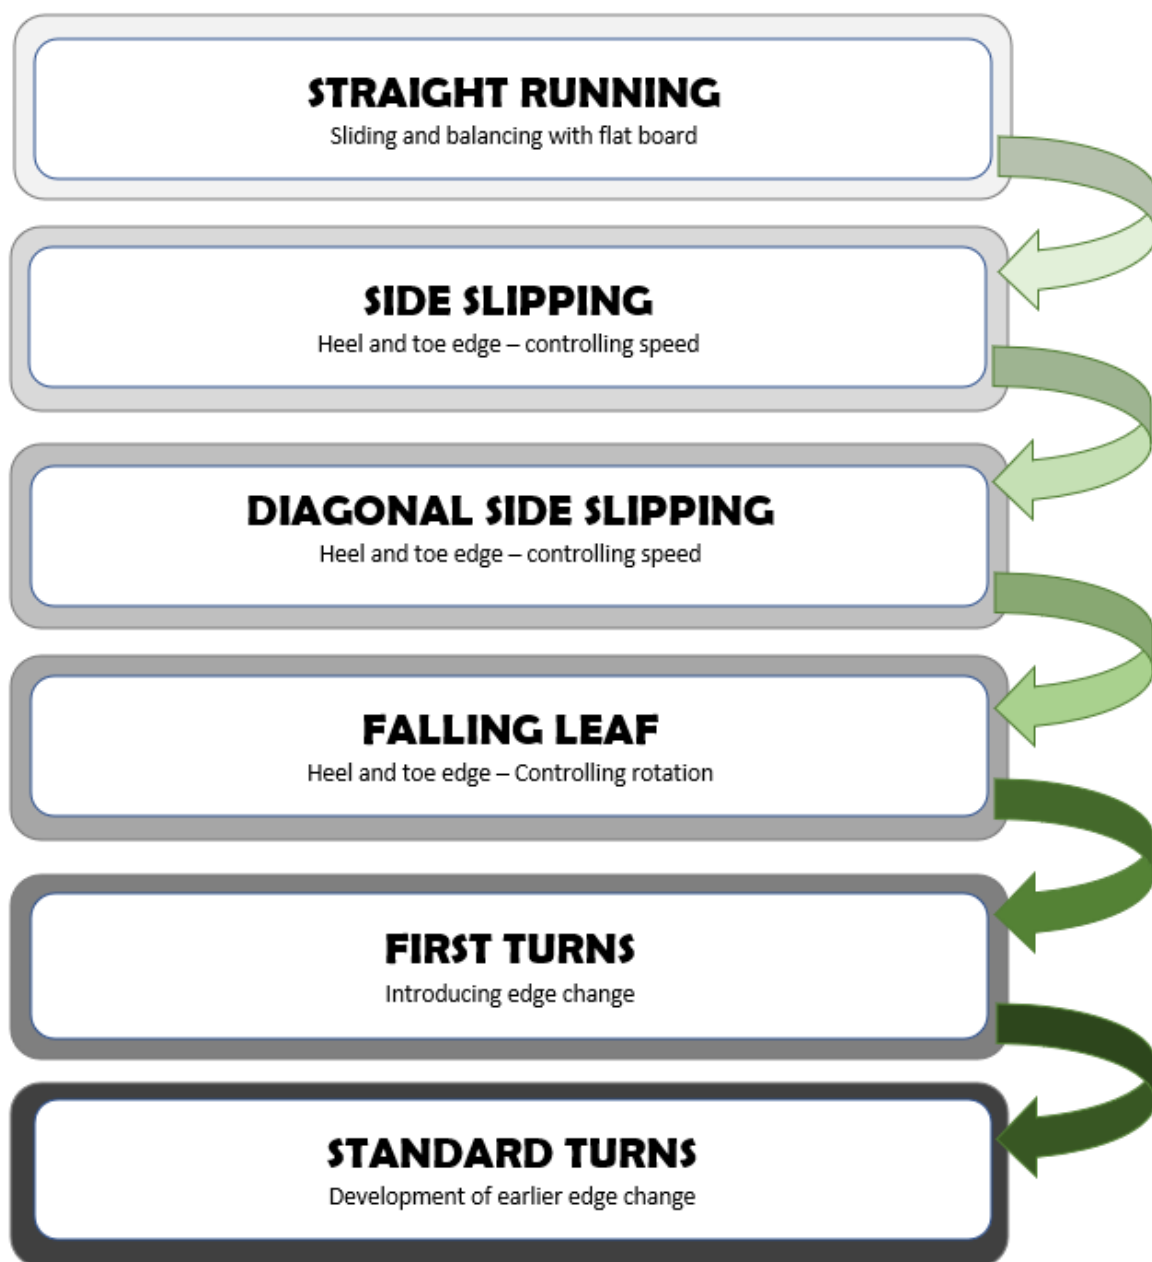 STRAIGHT RUNNING
Sliding and balancing with flat board
SIDE SLIPPING
Heel and toe edge – controlling speed
DIAGONAL SIDE SLIPPING
Heel and toe edge – controlling speed
FALLING LEAF
Heel and toe edge – Controlling rotation
FIRST TURNS
Introducing edge change
STANDARD TURNS
Development of earlier edge change